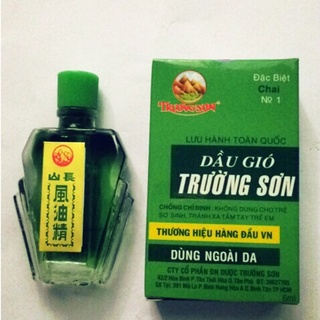 山長
風油精
Trường Sơn
Đặc Biệt
Chai
Nº 1
LƯU HÀNH TOÀN QUỐC
DẦU GIÓ
TRƯỜNG SƠN
CHỐNG CHỈ ĐỊNH: KHÔNG DÙNG CHO TRẺ
SƠ SINH, TRÁNH XA TẦM TAY TRẺ EM
THƯƠNG HIỆU HÀNG ĐẦU VN
DÙNG NGOÀI DA
CTY CỔ PHẦN DN DƯỢC TRƯỜNG SƠN
6ml